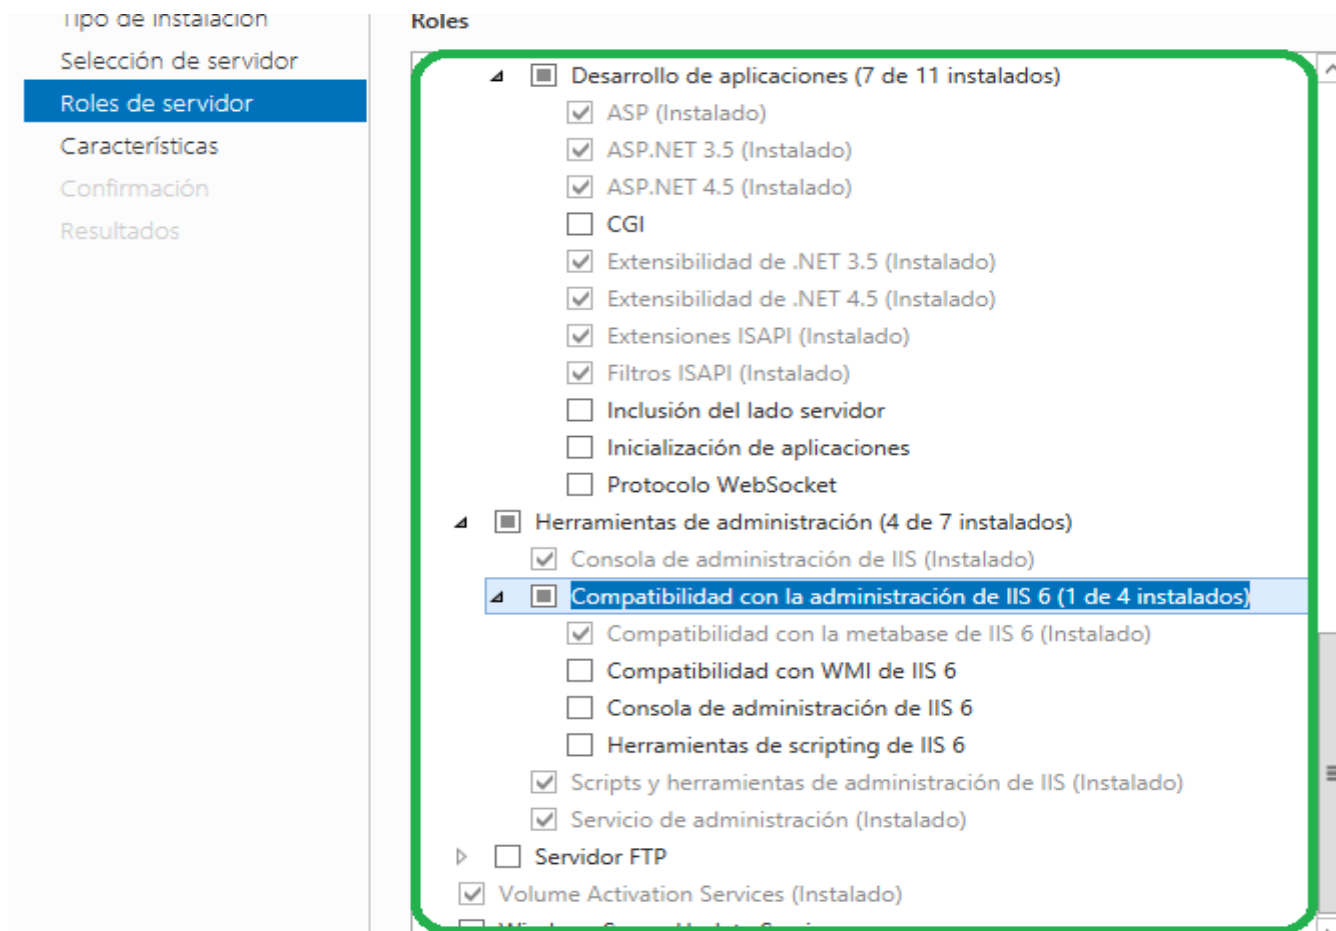 Tipo de instalación
Selección de servidor
Roles de servidor
Características
Confirmación
Resultados
Roles
Desarrollo de aplicaciones (7 de 11 instalados)
ASP (Instalado)
ASP.NET 3.5 (Instalado)
ASP.NET 4.5 (Instalado)
CGI
Extensibilidad de .NET 3.5 (Instalado)
Extensibilidad de .NET 4.5 (Instalado)
Extensiones ISAPI (Instalado)
Filtros ISAPI (Instalado)
Inclusión del lado servidor
Inicialización de aplicaciones
Protocolo WebSocket
Herramientas de administración (4 de 7 instalados)
Consola de administración de IIS (Instalado)
Compatibilidad con la administración de IIS 6 (1 de 4 instalados)
Compatibilidad con la metabase de IIS 6 (Instalado)
Compatibilidad con WMI de IIS 6
Consola de administración de IIS 6
Herramientas de scripting de IIS 6
Scripts y herramientas de administración de IIS (Instalado)
Servicio de administración (Instalado)
Servidor FTP
Volume Activation Services (Instalado)